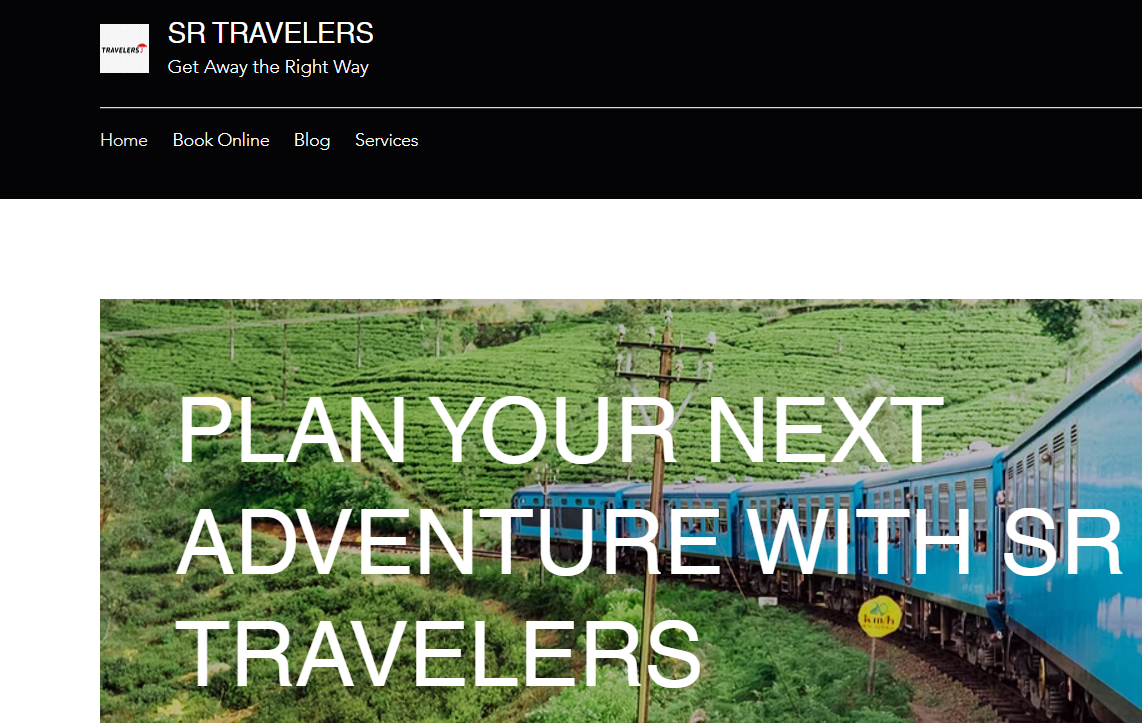 TRAVELERS
SR TRAVELERS
Get Away the Right Way
Home Book Online Blog Services
PLAN YOUR NEXT
ADVENTURE WITH SR
TRAVELERS
km/h